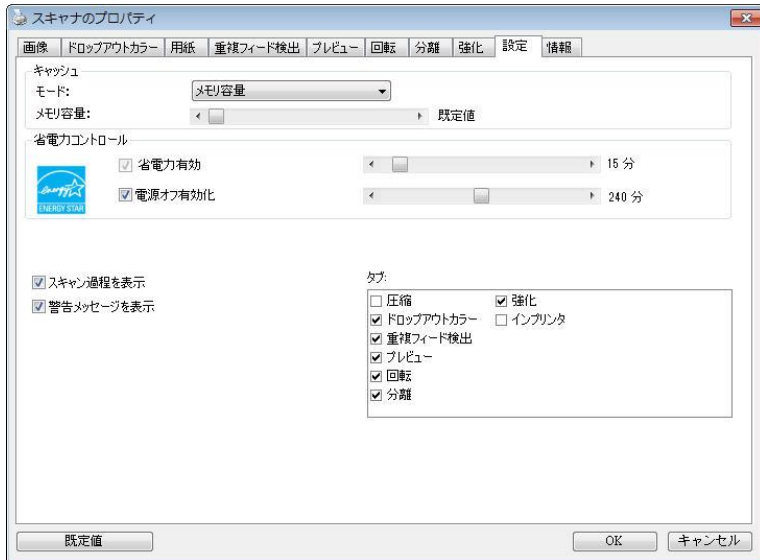 スキャナのプロパティ
画像 ドロップアウトカラー 用紙 重複フィード検出 プレビュー 回転 分離 強化 設定 情報
キャッシュ
モード: メモリ容量
メモリ容量: 既定値
省電力コントロール
省電力有効 15 分
energy
ENERGY STAR
電源オフ有効化 240 分
スキャン過程を表示
警告メッセージを表示
タブ:
圧縮 強化
ドロップアウトカラー インプリンタ
重複フィード検出
プレビュー
回転
分離
既定値 OK キャンセル